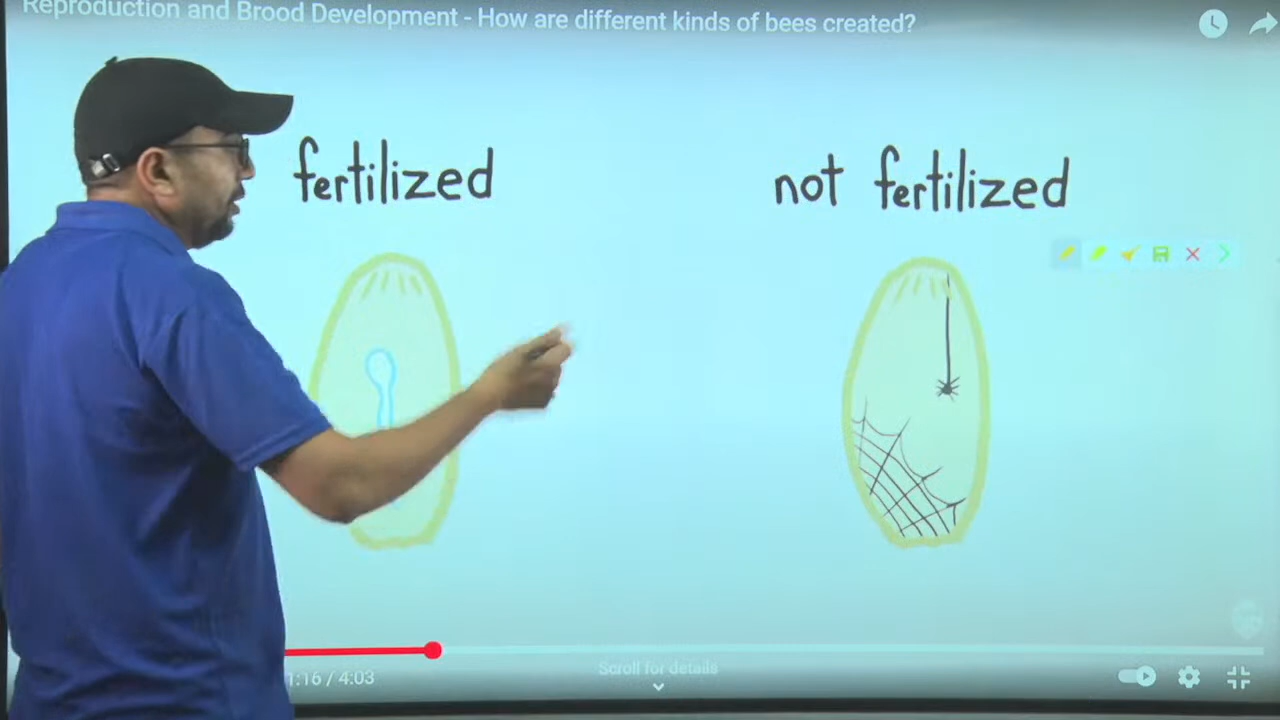 Reproduction and Brood Development - How are different kinds of bees created?
fertilized
not fertilized
1:16 / 4:03
Scroll for details